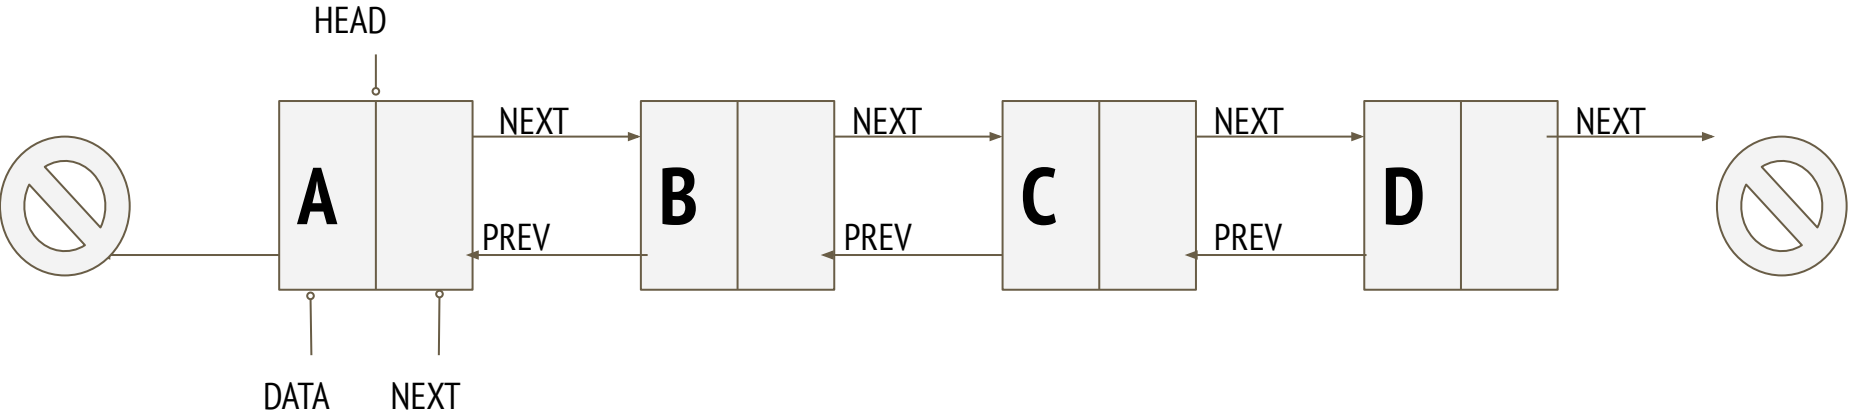 HEAD
NEXT NEXT NEXT NEXT
A B C D
PREV PREV PREV
DATA NEXT